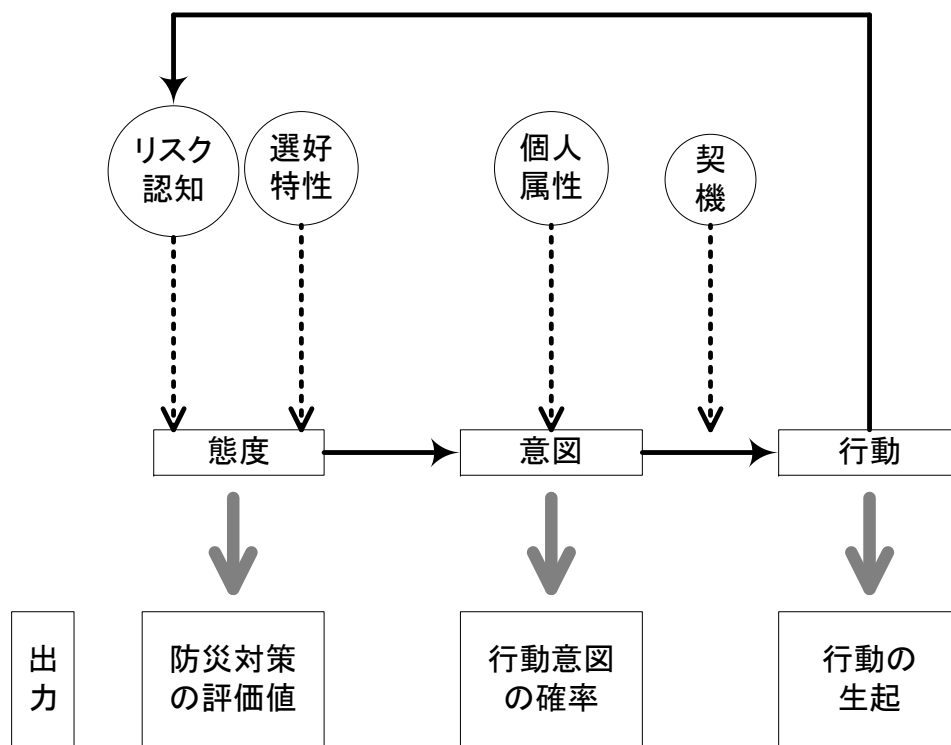 リスク
認知
選好
特性
個人
属性
契
機
態度
意図
行動
出
力
防災対策
の評価値
行動意図
の確率
行動の
生起